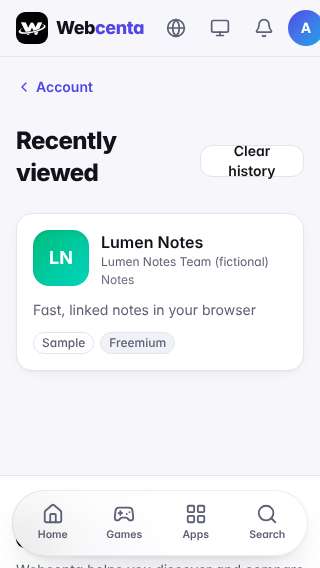 Webcenta
A
Account
Recently
viewed
Clear
history
LN
Lumen Notes
Lumen Notes Team (fictional)
Notes
Fast, linked notes in your browser
Sample
Freemium
Home
Games
Apps
Search